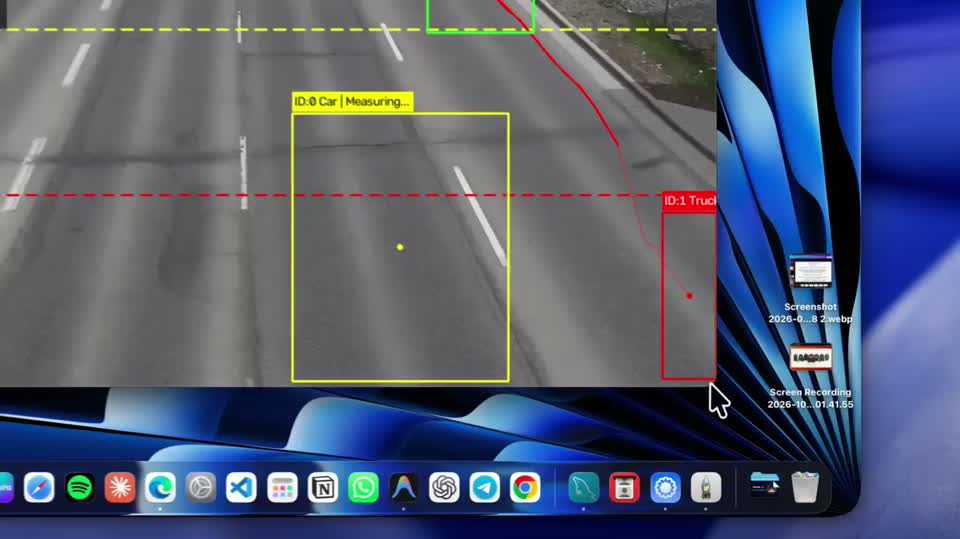 ID:0 Car | Measuring...
ID:1 Truck
Screenshot
2026-0...8 2.webp
Screen Recording
2026-10...01.41.55